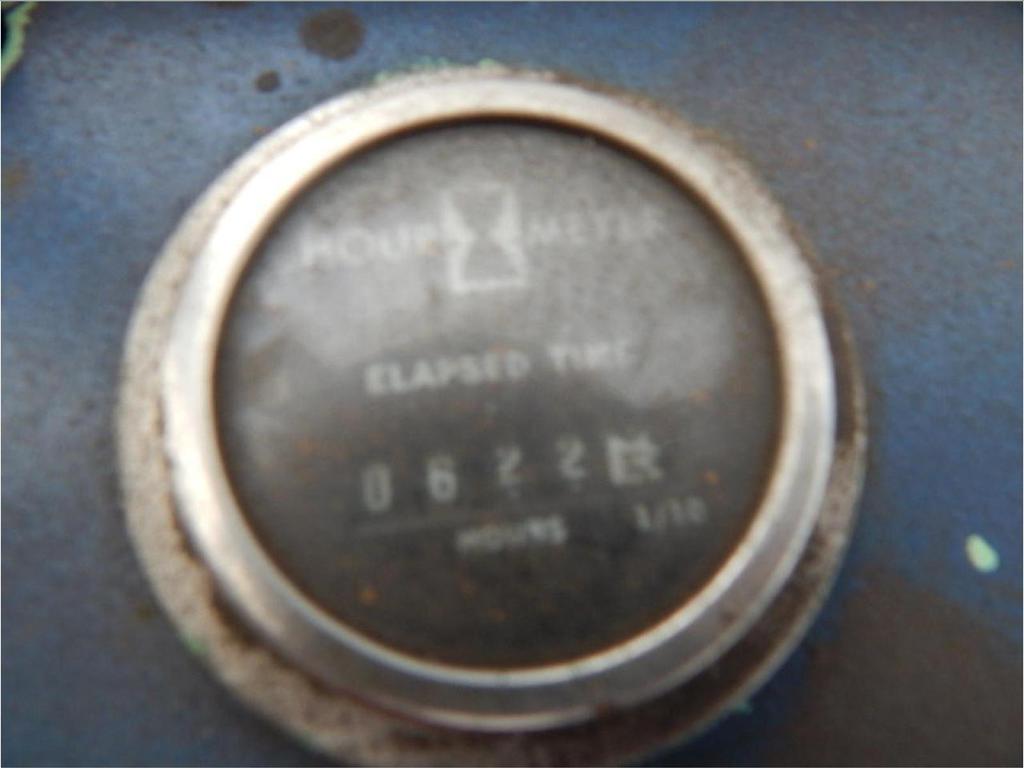 HOUR METER
ELAPSED TIME
0622
HOURS 1/10